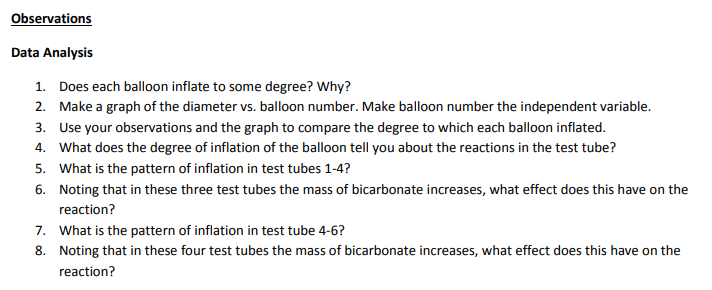 Observations
Data Analysis
1. Does each balloon inflate to some degree? Why?
2. Make a graph of the diameter vs. balloon number. Make balloon number the independent variable.
3. Use your observations and the graph to compare the degree to which each balloon inflated.
4. What does the degree of inflation of the balloon tell you about the reactions in the test tube?
5. What is the pattern of inflation in test tubes 1-4?
6. Noting that in these three test tubes the mass of bicarbonate increases, what effect does this have on the
reaction?
7. What is the pattern of inflation in test tube 4-6?
8. Noting that in these four test tubes the mass of bicarbonate increases, what effect does this have on the
reaction?